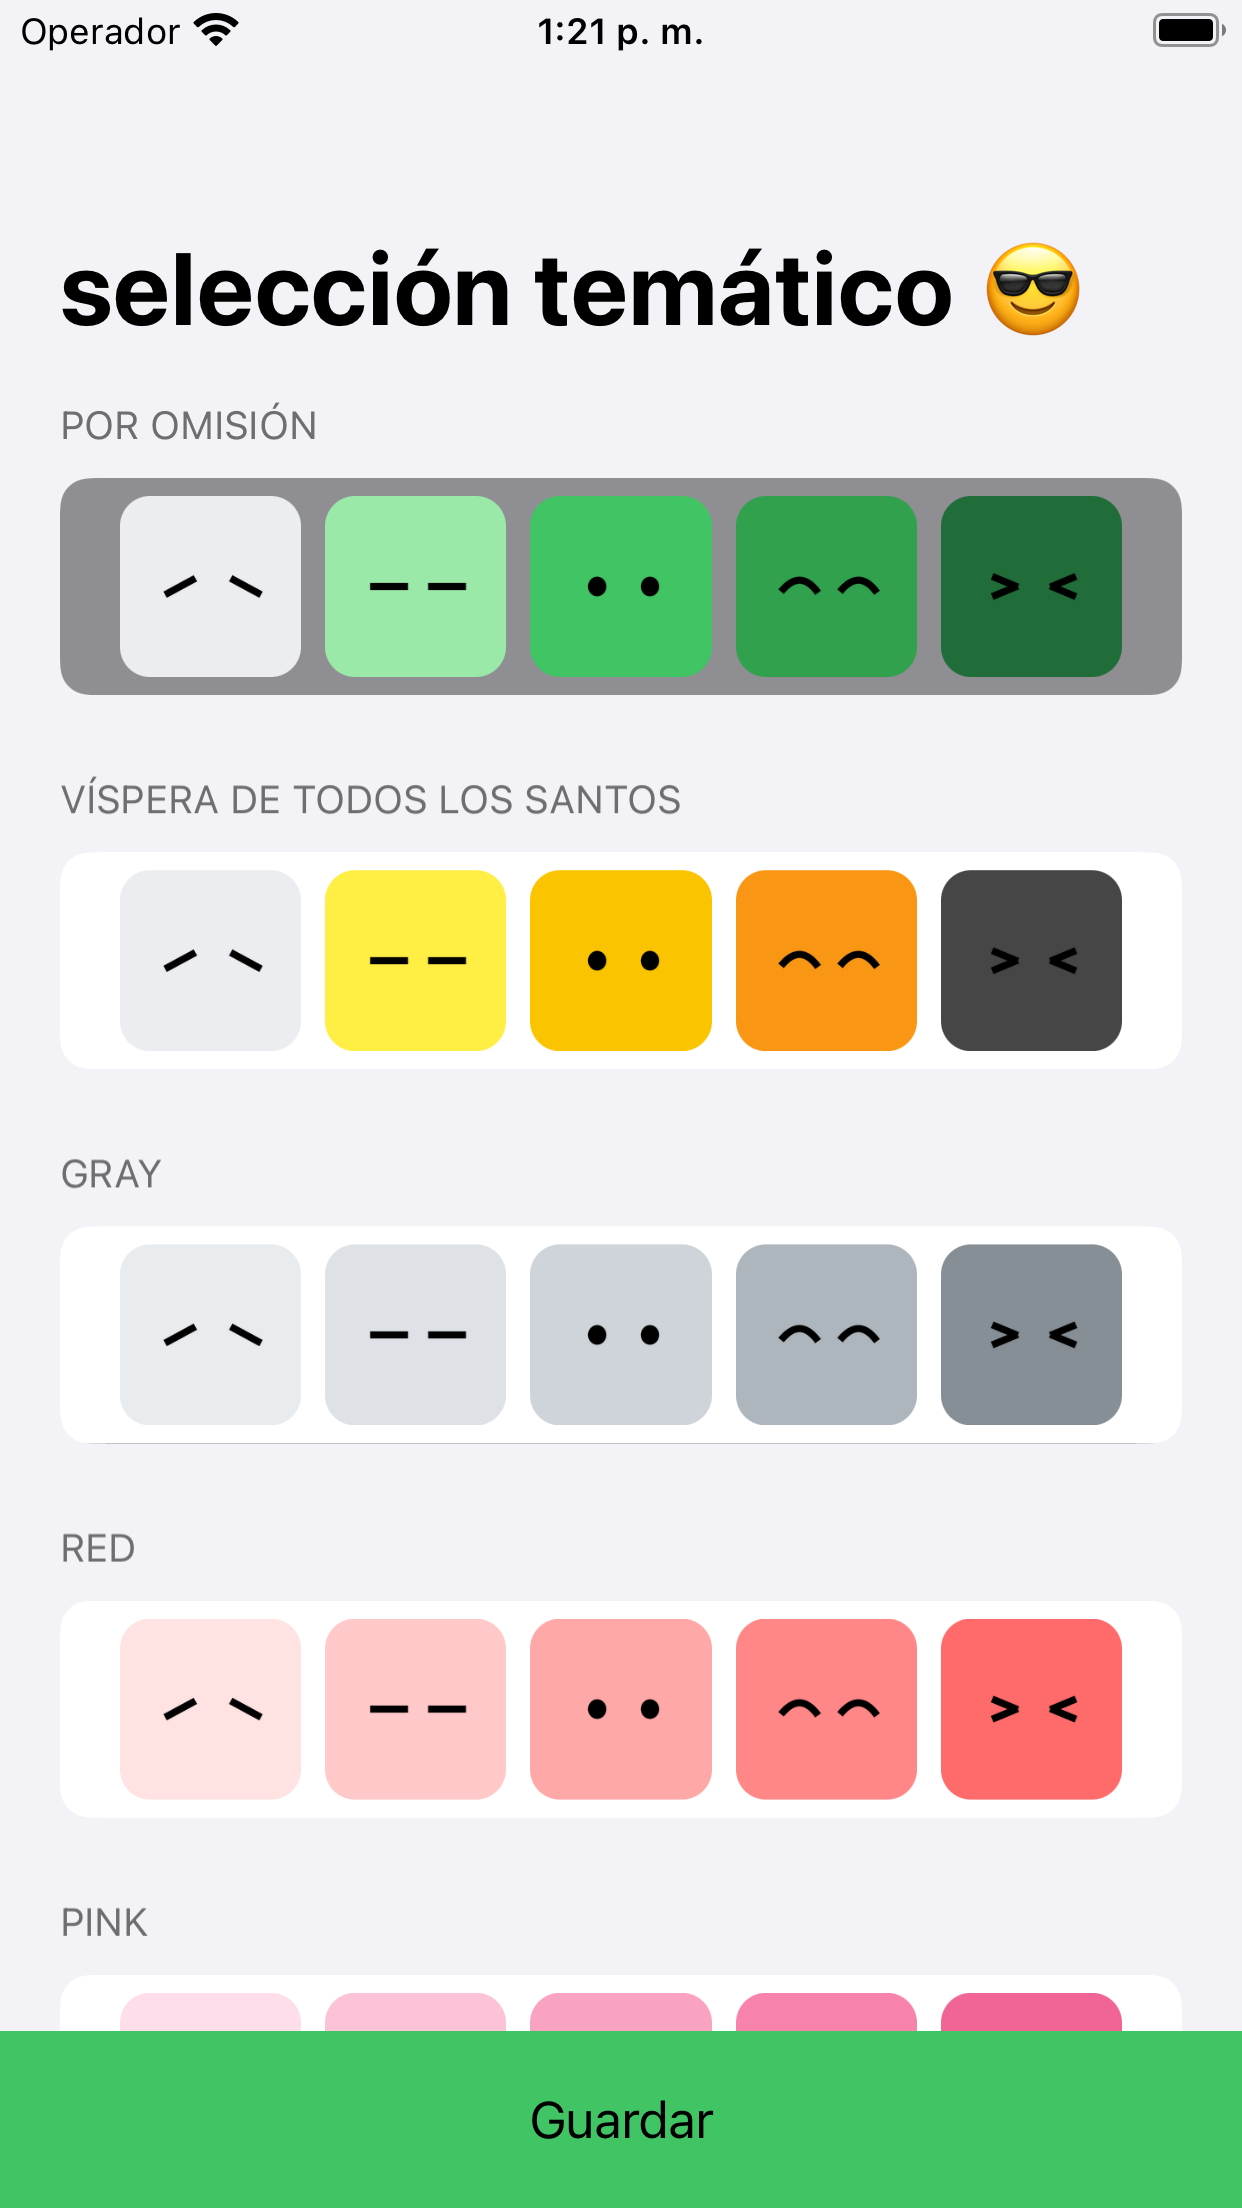 Operador
1:21 p. m.
selección temático 😎
POR OMISIÓN
VÍSPERA DE TODOS LOS SANTOS
GRAY
RED
PINK
Guardar